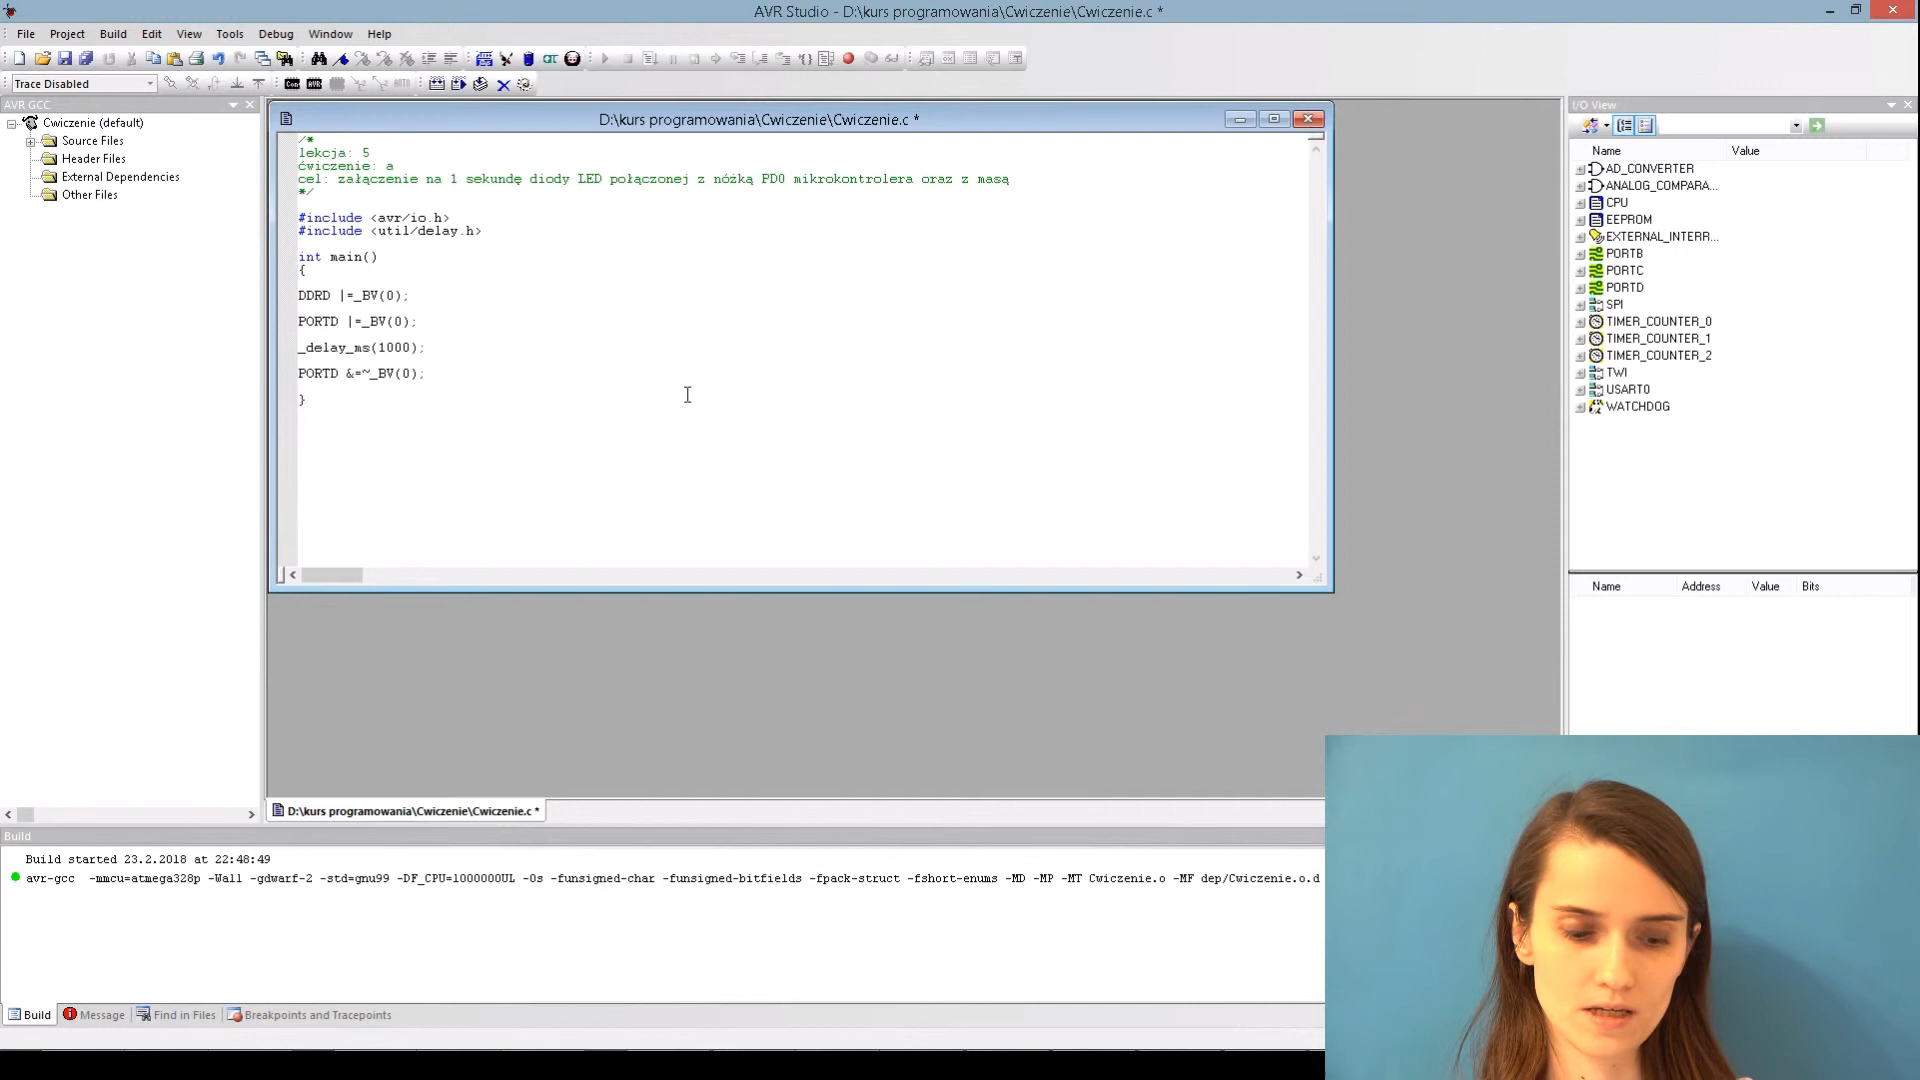 AVR Studio - D:\kurs programowania\Cwiczenie\Cwiczenie.c *
File Project Build Edit View Tools Debug Window Help
Trace Disabled
AVR GCC
Cwiczenie (default)
Source Files
Header Files
External Dependencies
Other Files
D:\kurs programowania\Cwiczenie\Cwiczenie.c *
/*
lekcja: 5
ćwiczenie: a
cel: załączenie na 1 sekundę diody LED połączonej z nóżką PD0 mikrokontrolera oraz z masą
*/
#include <avr/io.h>
#include <util/delay.h>
int main()
{
DDRD |=_BV(0);
PORTD |=_BV(0);
_delay_ms(1000);
PORTD &=~_BV(0);
}
D:\kurs programowania\Cwiczenie\Cwiczenie.c *
I/O View
Name Value
AD_CONVERTER
ANALOG_COMPARA...
CPU
EEPROM
EXTERNAL_INTERR...
PORTB
PORTC
PORTD
SPI
TIMER_COUNTER_0
TIMER_COUNTER_1
TIMER_COUNTER_2
TWI
USART0
WATCHDOG
Name Address Value Bits
Build
Build started 23.2.2018 at 22:48:49
avr-gcc -mmcu=atmega328p -Wall -gdwarf-2 -std=gnu99 -DF_CPU=1000000UL -Os -funsigned-char -funsigned-bitfields -fpack-struct -fshort-enums -MD -MP -MT Cwiczenie.o -MF dep/Cwiczenie.o.d
Build Message Find in Files Breakpoints and Tracepoints